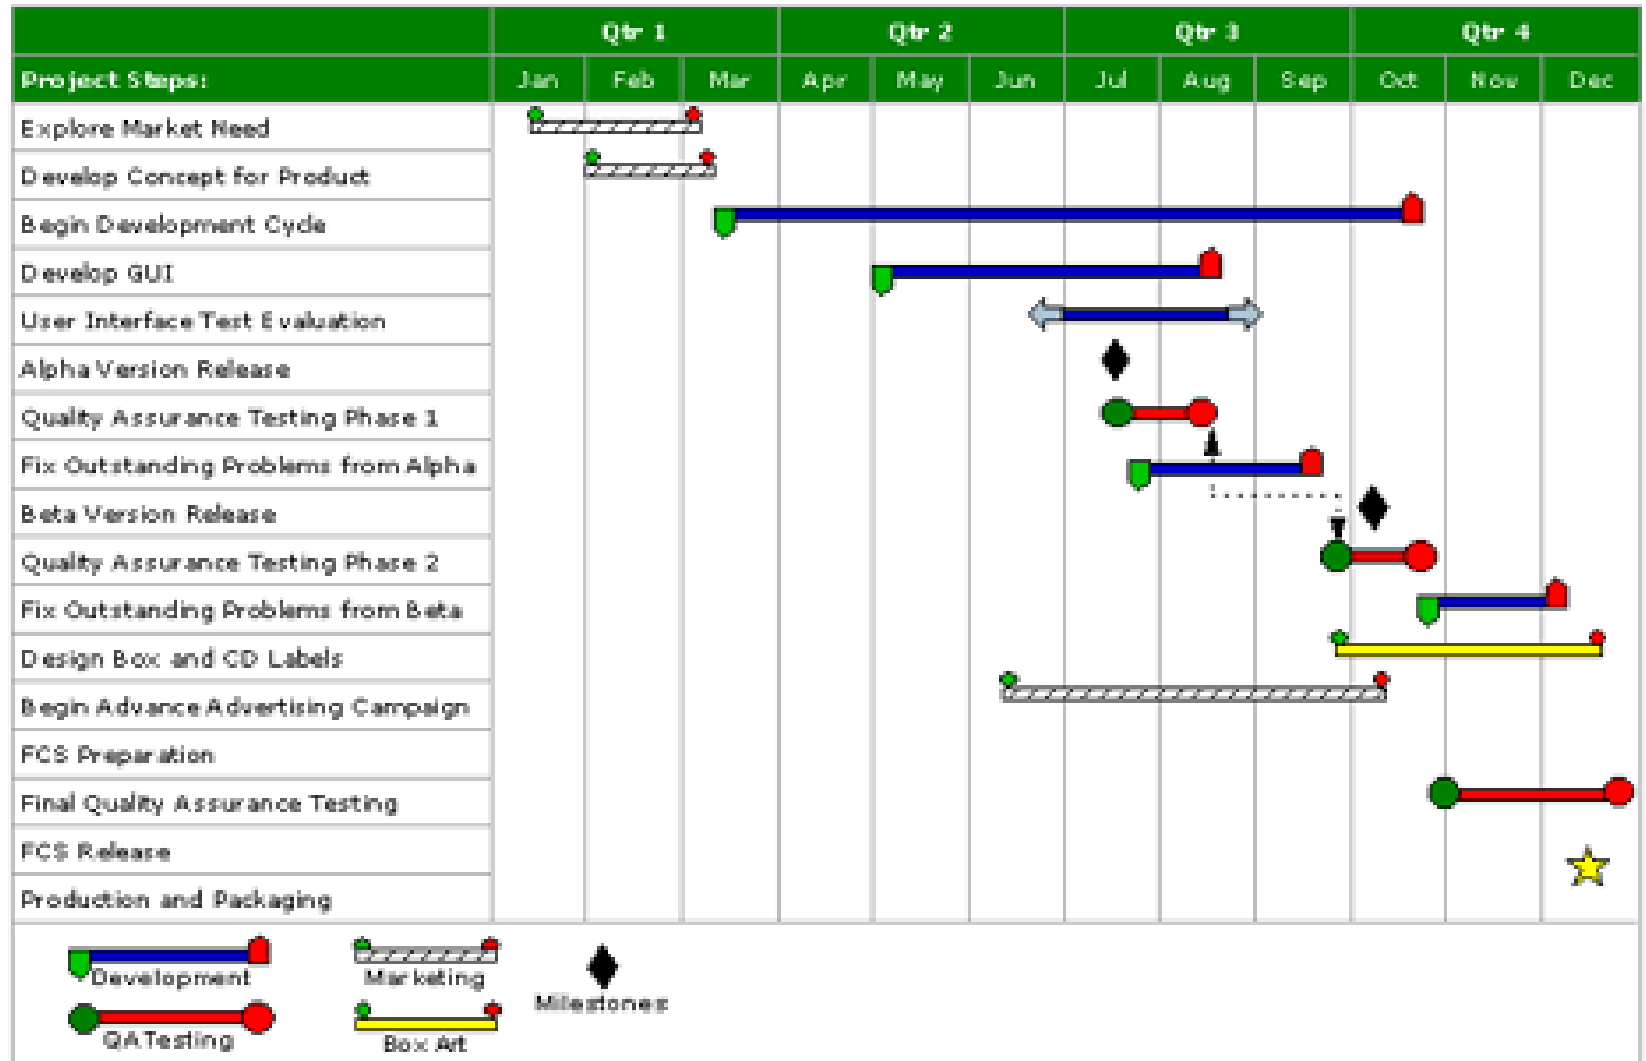 Qtr 1 Qtr 2 Qtr 3 Qtr 4
Project Steps: Jan Feb Mar Apr May Jun Jul Aug Sep Oct Nov Dec
Explore Market Need
Develop Concept for Product
Begin Development Cycle
Develop GUI
User Interface Test Evaluation
Alpha Version Release
Quality Assurance Testing Phase 1
Fix Outstanding Problems from Alpha
Beta Version Release
Quality Assurance Testing Phase 2
Fix Outstanding Problems from Beta
Design Box and CD Labels
Begin Advance Advertising Campaign
FCS Preparation
Final Quality Assurance Testing
FCS Release
Production and Packaging
Development Marketing
Milestones
QA Testing Box Art